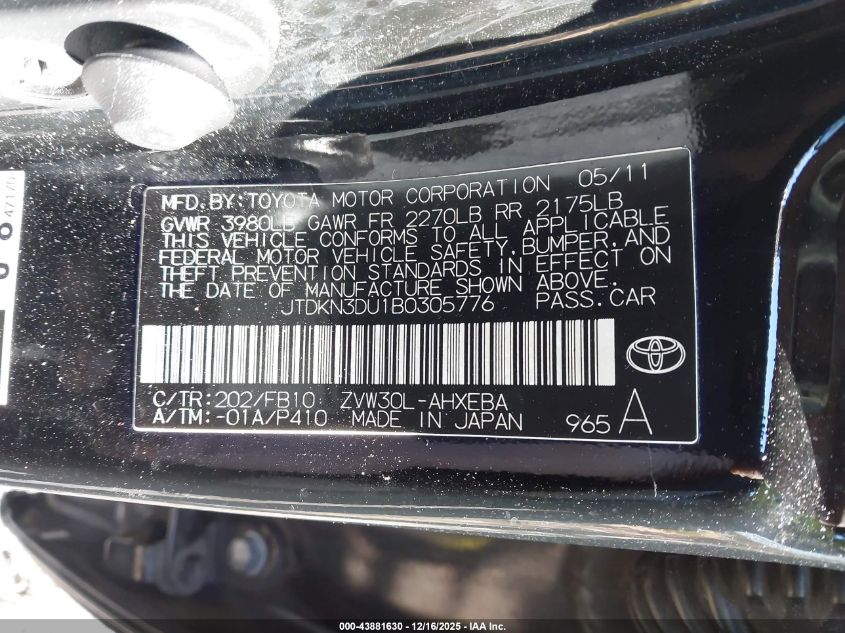 MFD. BY: TOYOTA MOTOR CORPORATION 05/11
GVWR 3980LB GAWR FR 2270LB RR 2175LB
THIS VEHICLE CONFORMS TO ALL APPLICABLE
FEDERAL MOTOR VEHICLE SAFETY, BUMPER, AND
THEFT PREVENTION STANDARDS IN EFFECT ON
THE DATE OF MANUFACTURE SHOWN ABOVE.
JTDKN3DU1B0305776 PASS. CAR
C/TR: 202/FB10 ZVW30L-AHXEBA
A/TM: -01A/P410 MADE IN JAPAN 965 A
000-43881630 - 12/16/2025 - IAA Inc.